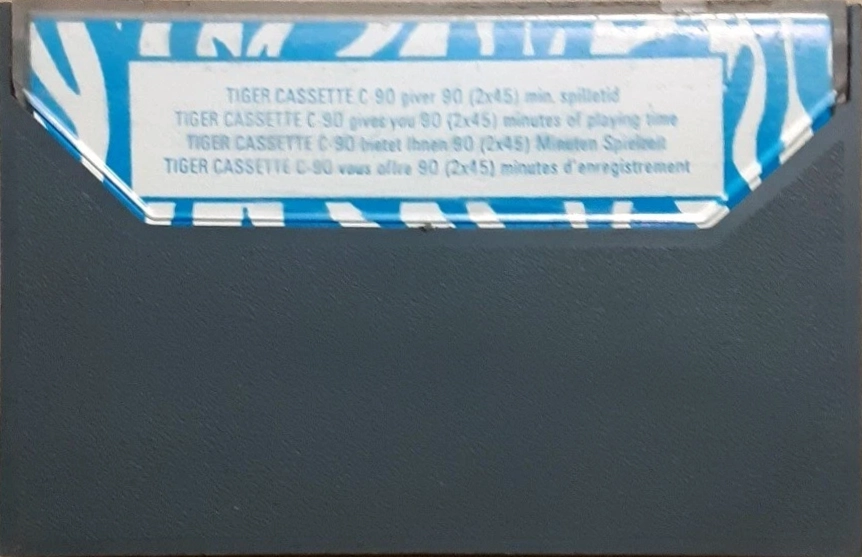 TIGER CASSETTE C-90 giver 90 (2x45) min. spilletid
TIGER CASSETTE C-90 gives you 90 (2x45) minutes of playing time
TIGER CASSETTE C-90 bietet Ihnen 90 (2x45) Minuten Spielzeit
TIGER CASSETTE C-90 vous offre 90 (2x45) minutes d'enregistrement